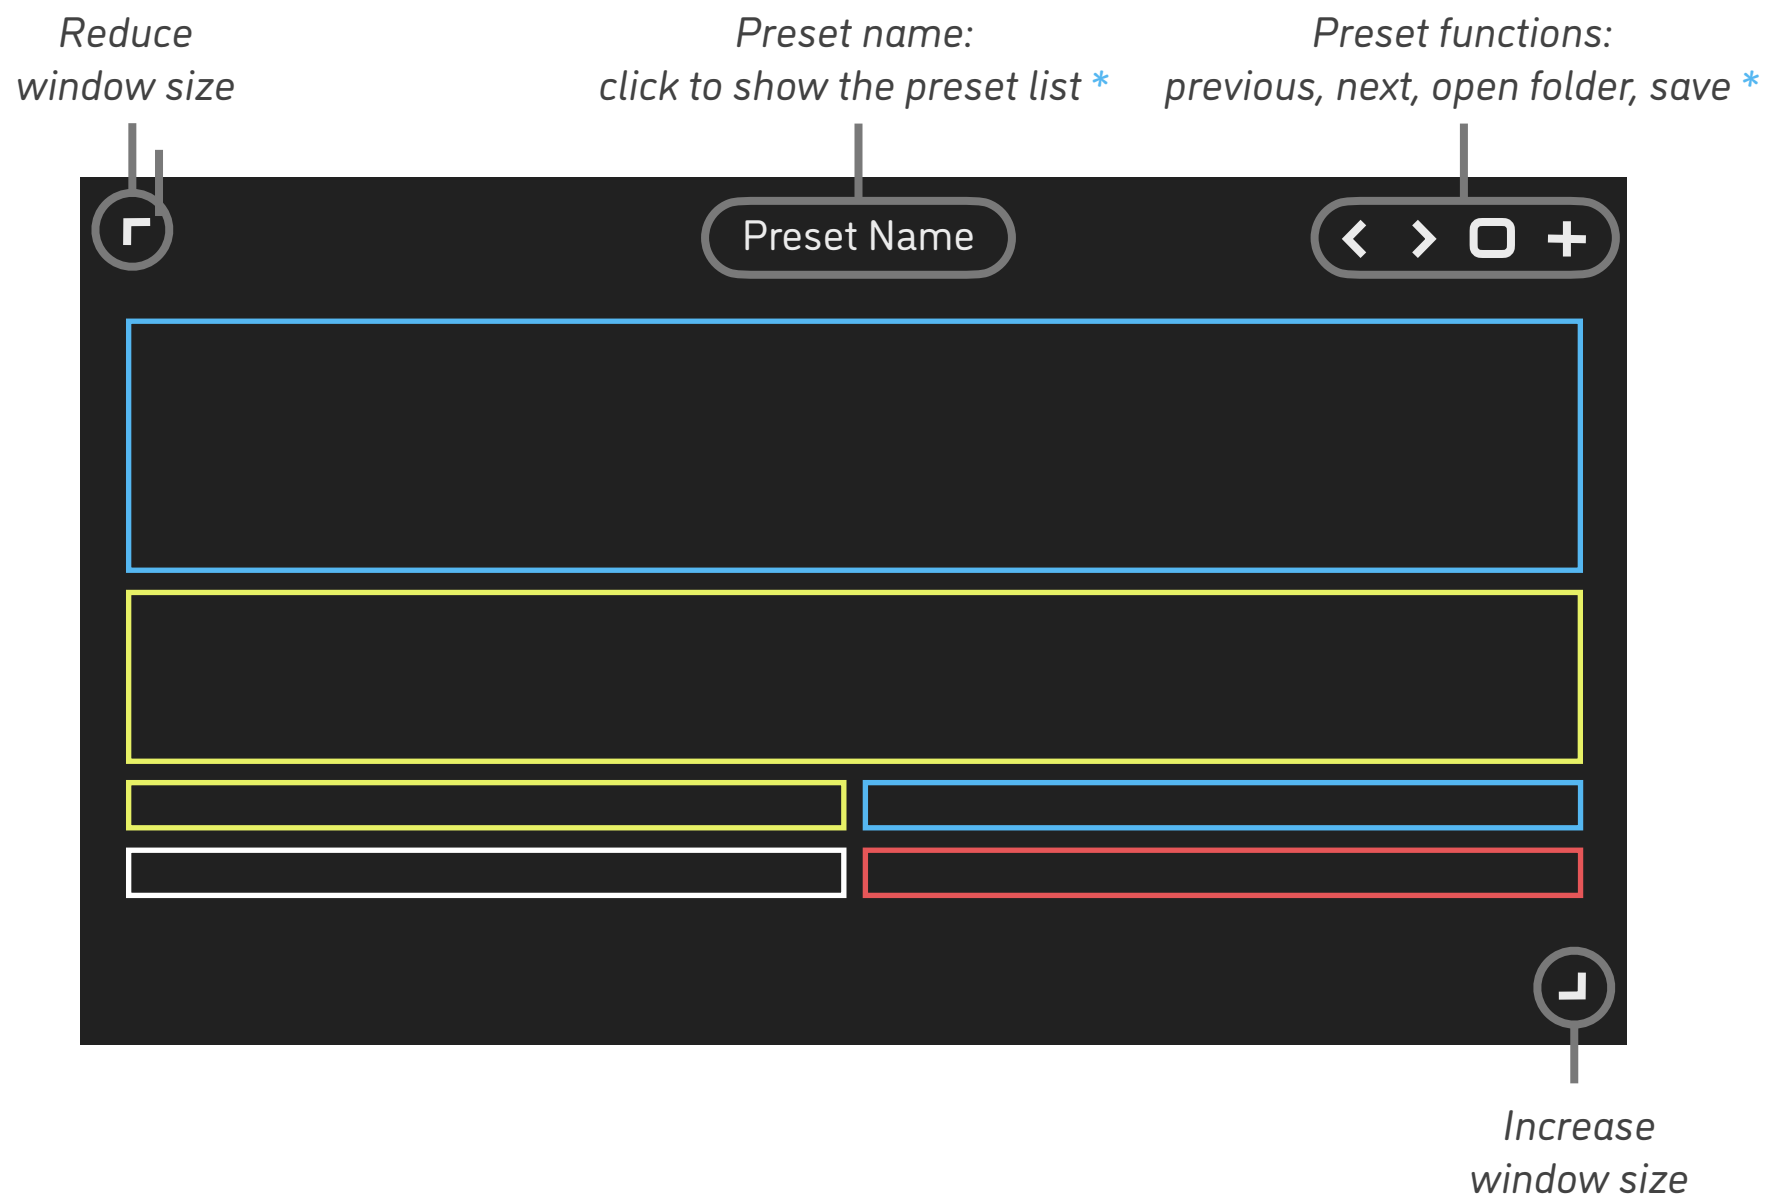 Reduce
window size
Preset name:
click to show the preset list *
Preset functions:
previous, next, open folder, save *
Preset Name
Increase
window size